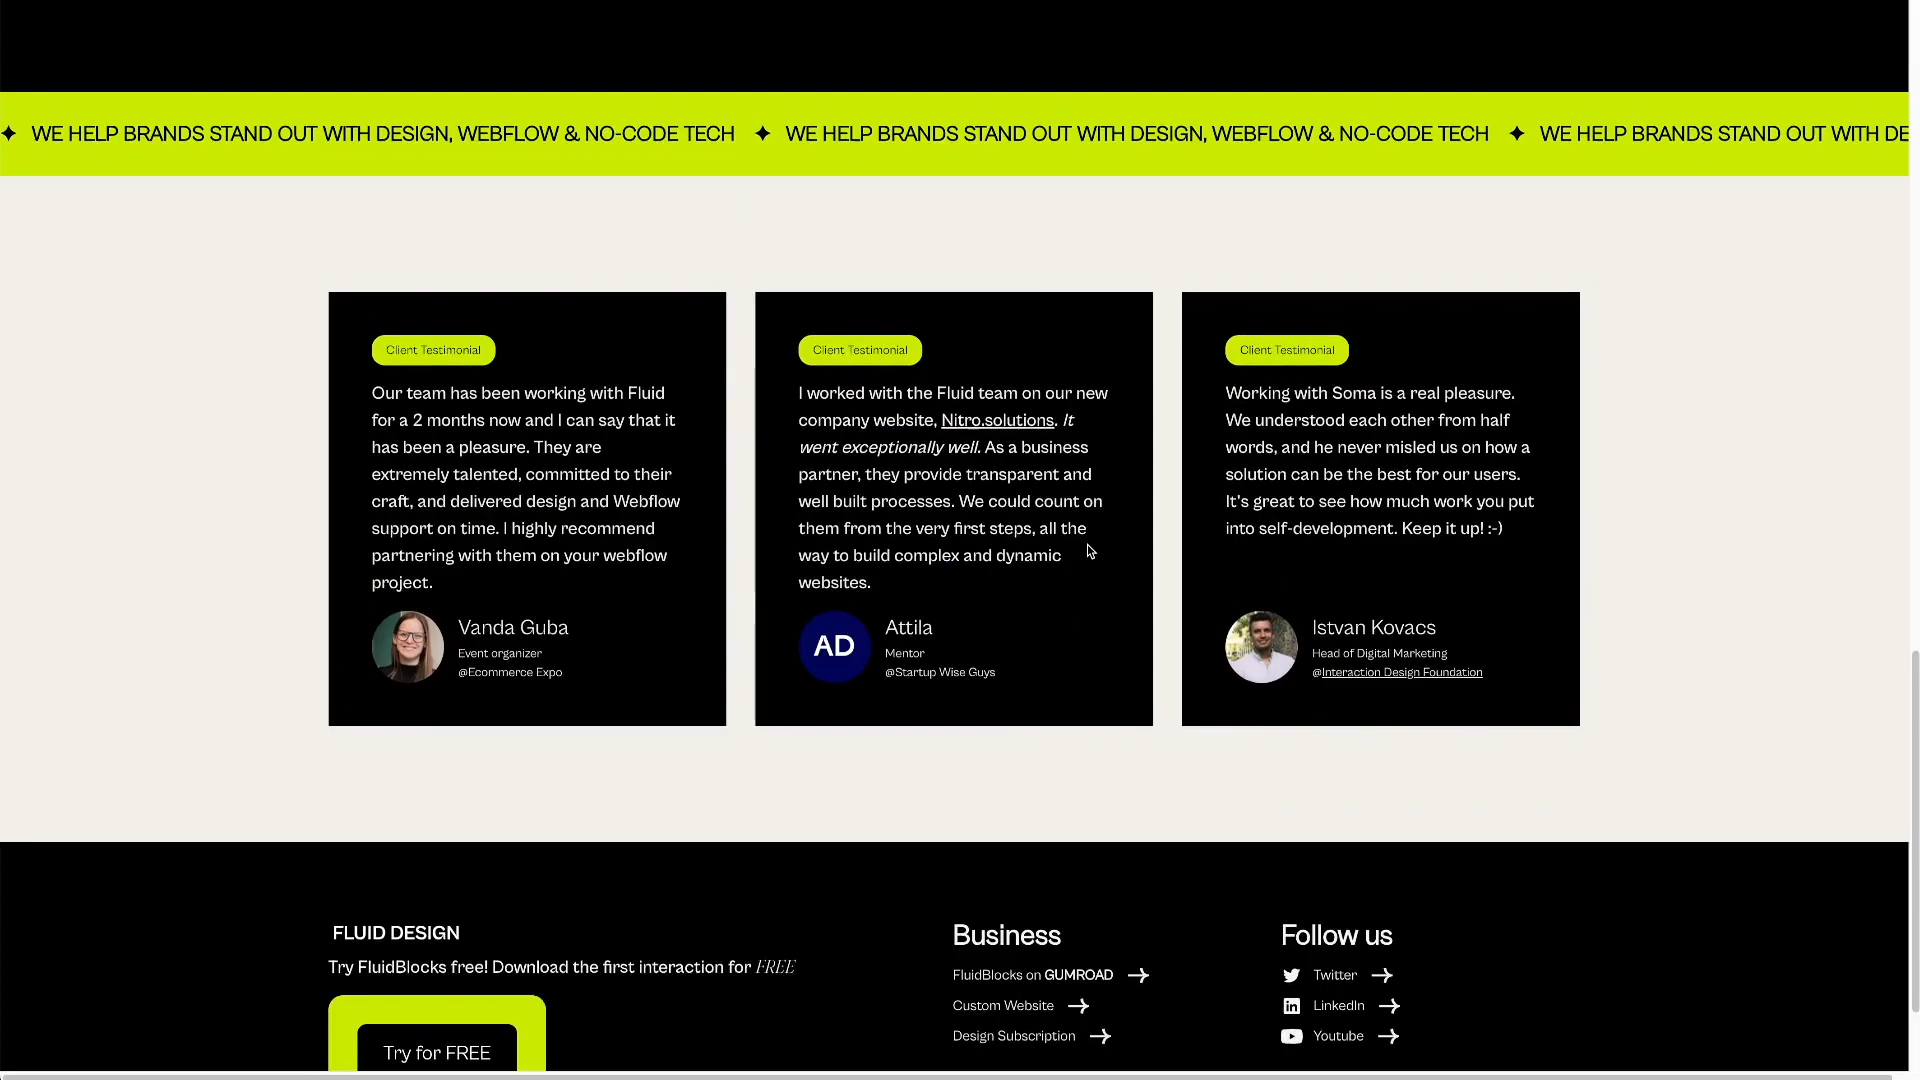 ✦ WE HELP BRANDS STAND OUT WITH DESIGN, WEBFLOW & NO-CODE TECH ✦ WE HELP BRANDS STAND OUT WITH DESIGN, WEBFLOW & NO-CODE TECH ✦ WE HELP BRANDS STAND OUT WITH DE
Client Testimonial
Our team has been working with Fluid
for a 2 months now and I can say that it
has been a pleasure. They are
extremely talented, committed to their
craft, and delivered design and Webflow
support on time. I highly recommend
partnering with them on your webflow
project.
Vanda Guba
Event organizer
@Ecommerce Expo
Client Testimonial
I worked with the Fluid team on our new
company website, Nitro.solutions. It
went exceptionally well. As a business
partner, they provide transparent and
well built processes. We could count on
them from the very first steps, all the
way to build complex and dynamic
websites.
AD
Attila
Mentor
@Startup Wise Guys
Client Testimonial
Working with Soma is a real pleasure.
We understood each other from half
words, and he never misled us on how a
solution can be the best for our users.
It's great to see how much work you put
into self-development. Keep it up! :-)
Istvan Kovacs
Head of Digital Marketing
@Interaction Design Foundation
FLUID DESIGN
Try FluidBlocks free! Download the first interaction for FREE
Try for FREE
Business
FluidBlocks on GUMROAD
Custom Website
Design Subscription
Follow us
Twitter
LinkedIn
Youtube